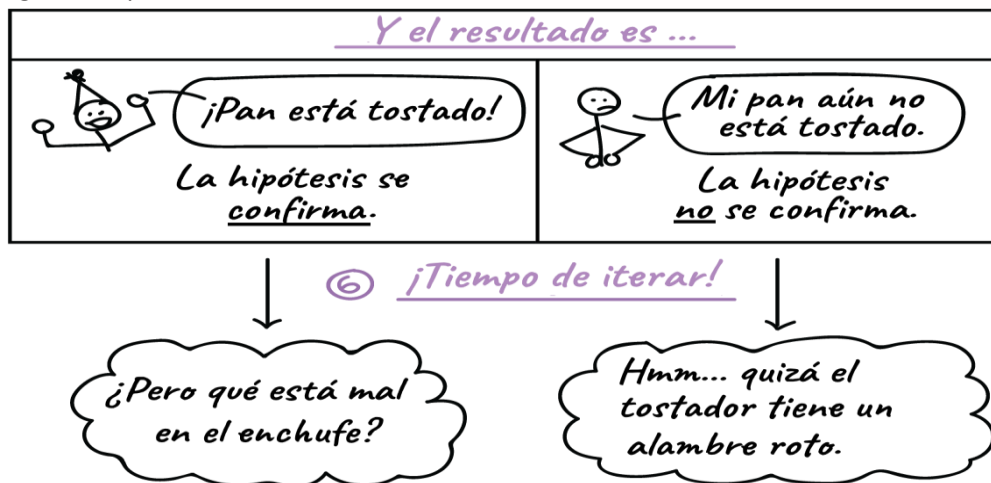 Y el resultado es ...
¡Pan está tostado!
La hipótesis se
confirma.
Mi pan aún no
está tostado.
La hipótesis
no se confirma.
6 ¡Tiempo de iterar!
¿Pero qué está mal
en el enchufe?
Hmm... quizá el
tostador tiene un
alambre roto.